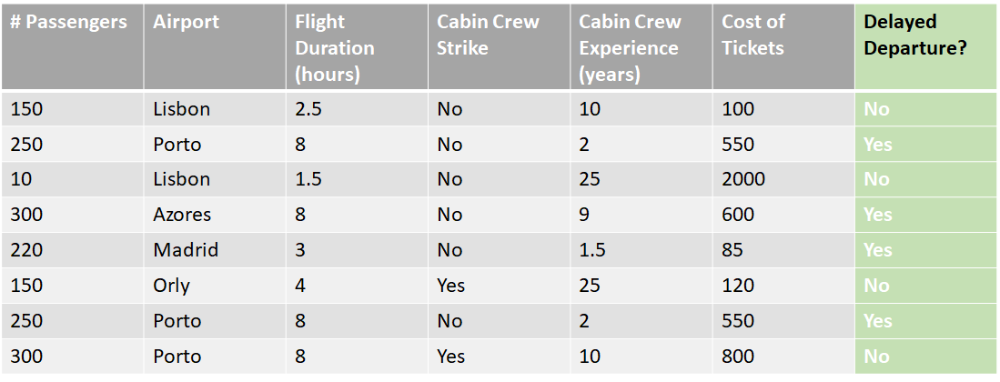 # Passengers Airport Flight Duration (hours) Cabin Crew Strike Cabin Crew Experience (years) Cost of Tickets Delayed Departure?
150 Lisbon 2.5 No 10 100 No
250 Porto 8 No 2 550 Yes
10 Lisbon 1.5 No 25 2000 No
300 Azores 8 No 9 600 Yes
220 Madrid 3 No 1.5 85 Yes
150 Orly 4 Yes 25 120 No
250 Porto 8 No 2 550 Yes
300 Porto 8 Yes 10 800 No